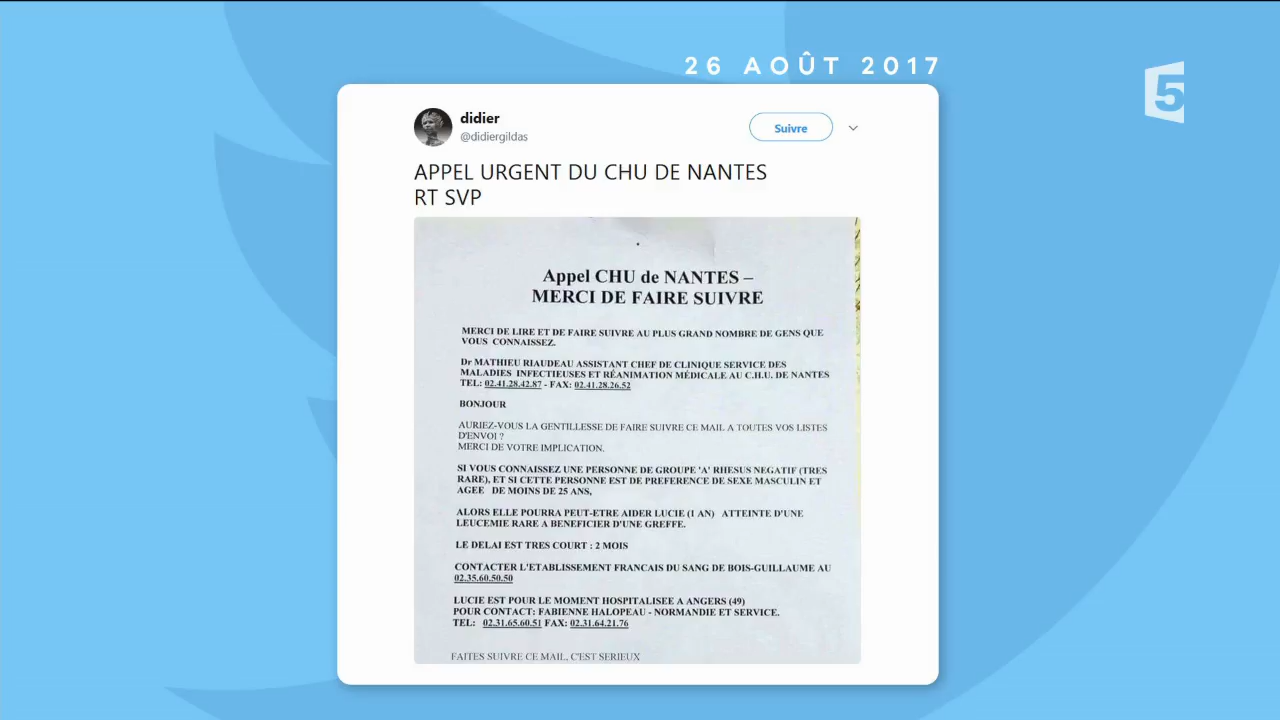 26 AOÛT 2017
5
didier
@didiergildas
Suivre
APPEL URGENT DU CHU DE NANTES
RT SVP
Appel CHU de NANTES –
MERCI DE FAIRE SUIVRE
MERCI DE LIRE ET DE FAIRE SUIVRE AU PLUS GRAND NOMBRE DE GENS QUE
VOUS CONNAISSEZ.
Dr MATHIEU RIAUDEAU ASSISTANT CHEF DE CLINIQUE SERVICE DES
MALADIES INFECTIEUSES ET RÉANIMATION MÉDICALE AU C.H.U. DE NANTES
TEL: 02.41.28.42.87 - FAX: 02.41.28.26.52
BONJOUR
AURIEZ-VOUS LA GENTILLESSE DE FAIRE SUIVRE CE MAIL A TOUTES VOS LISTES
D'ENVOI ?
MERCI DE VOTRE IMPLICATION.
SI VOUS CONNAISSEZ UNE PERSONNE DE GROUPE 'A' RHESUS NEGATIF (TRES
RARE), ET SI CETTE PERSONNE EST DE PREFERENCE DE SEXE MASCULIN ET
AGEE DE MOINS DE 25 ANS,
ALORS ELLE POURRA PEUT-ETRE AIDER LUCIE (1 AN) ATTEINTE D'UNE
LEUCEMIE RARE A BENEFICIER D'UNE GREFFE.
LE DELAI EST TRES COURT : 2 MOIS
CONTACTER L'ETABLISSEMENT FRANCAIS DU SANG DE BOIS-GUILLAUME AU
02.35.60.50.50
LUCIE EST POUR LE MOMENT HOSPITALISEE A ANGERS (49)
POUR CONTACT: FABIENNE HALOPEAU - NORMANDIE ET SERVICE.
TEL: 02.31.65.60.51 FAX: 02.31.64.21.76
FAITES SUIVRE CE MAIL, C'EST SERIEUX